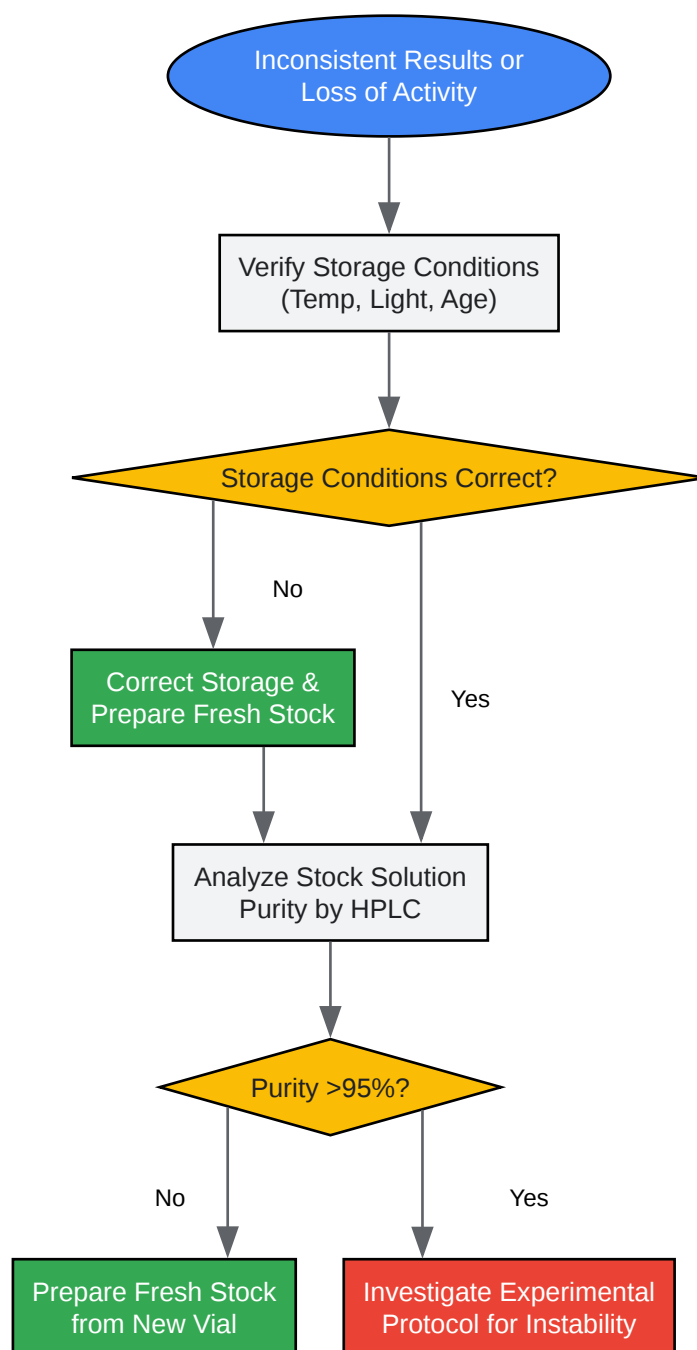 Inconsistent Results or
Loss of Activity
Verify Storage Conditions
(Temp, Light, Age)
Storage Conditions Correct?
No
Correct Storage &
Prepare Fresh Stock
Yes
Analyze Stock Solution
Purity by HPLC
Purity >95%?
No
Yes
Prepare Fresh Stock
from New Vial
Investigate Experimental
Protocol for Instability